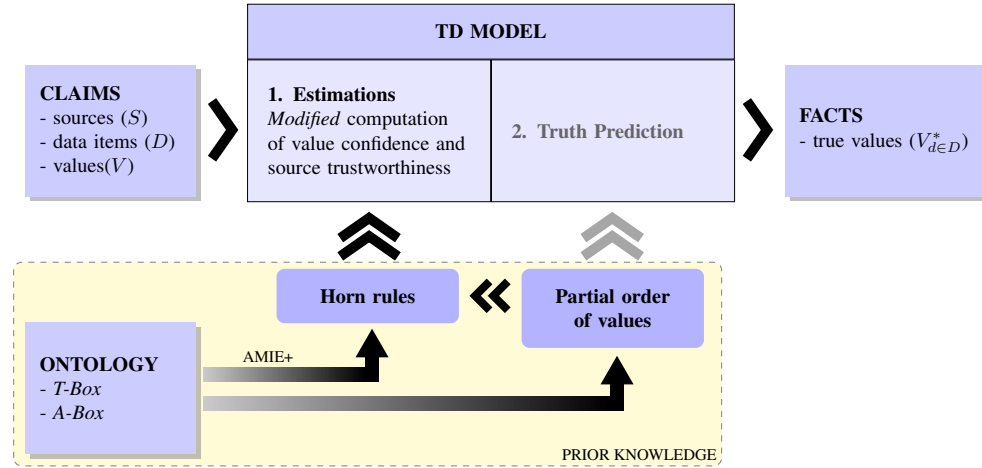 TD MODEL
CLAIMS
- sources (S)
- data items (D)
- values(V)
1. Estimations
Modified computation
of value confidence and
source trustworthiness
2. Truth Prediction
FACTS
- true values (V*d∈D)
Horn rules
Partial order
of values
ONTOLOGY
- T-Box
- A-Box
AMIE+
PRIOR KNOWLEDGE